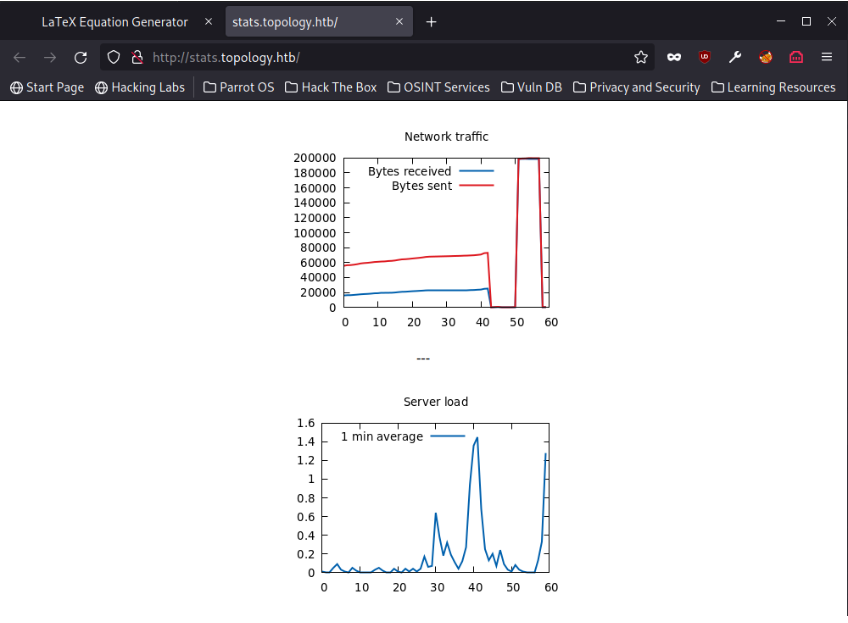 LaTeX Equation Generator × stats.topology.htb/ × +
http://stats.topology.htb/
Start Page Hacking Labs Parrot OS Hack The Box OSINT Services Vuln DB Privacy and Security Learning Resources
Network traffic
200000
180000
160000
140000
120000
100000
80000
60000
40000
20000
0
Bytes received
Bytes sent
0 10 20 30 40 50 60
---
Server load
1.6
1.4
1.2
1
0.8
0.6
0.4
0.2
0
1 min average
0 10 20 30 40 50 60